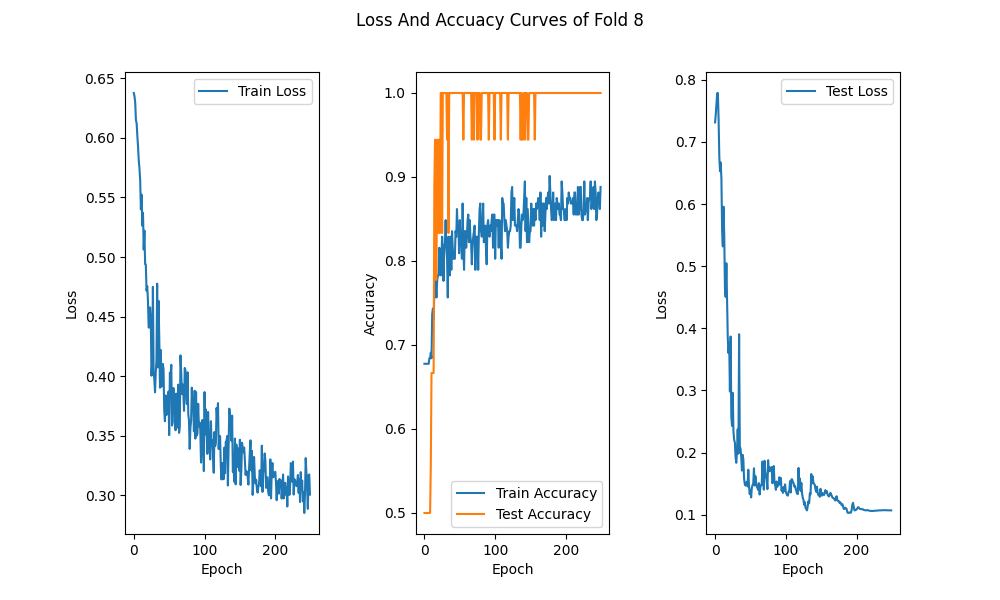 Loss And Accuacy Curves of Fold 8
Train Loss
0.65
0.60
0.55
0.50
0.45
0.40
0.35
0.30
Loss
0
100
200
Epoch
1.0
0.9
0.8
0.7
0.6
0.5
Accuracy
Train Accuracy
Test Accuracy
0
100
200
Epoch
Test Loss
0.8
0.7
0.6
0.5
0.4
0.3
0.2
0.1
Loss
0
100
200
Epoch